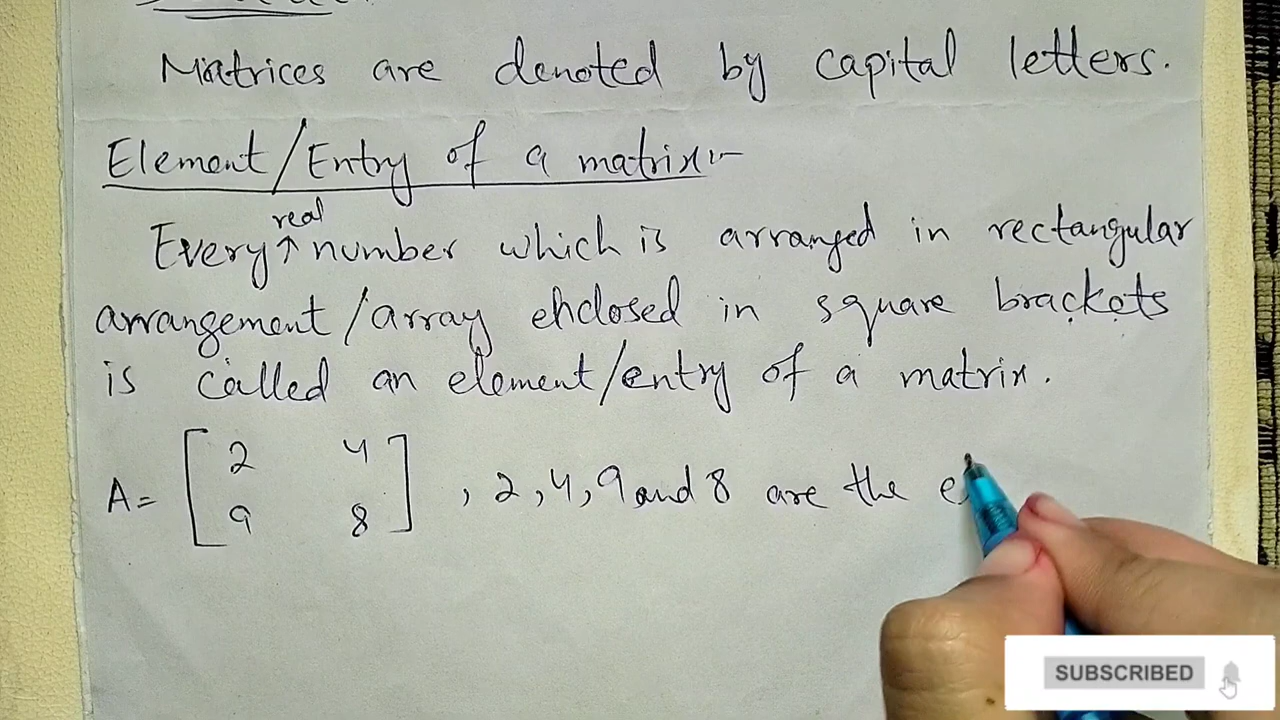 Matrices are denoted by capital letters.
Element/Entry of a matrix:-
real
Every↑ number which is arranged in rectangular
arrangement/array enclosed in square brackets
is called an element/entry of a matrix.
A= [ 2 4
9 8 ] , 2, 4, 9 and 8 are the e
SUBSCRIBED